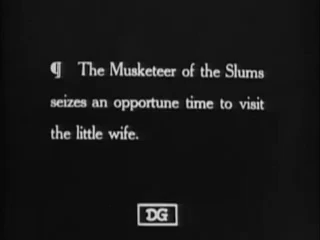 ¶ The Musketeer of the Slums
seizes an opportune time to visit
the little wife.
DG